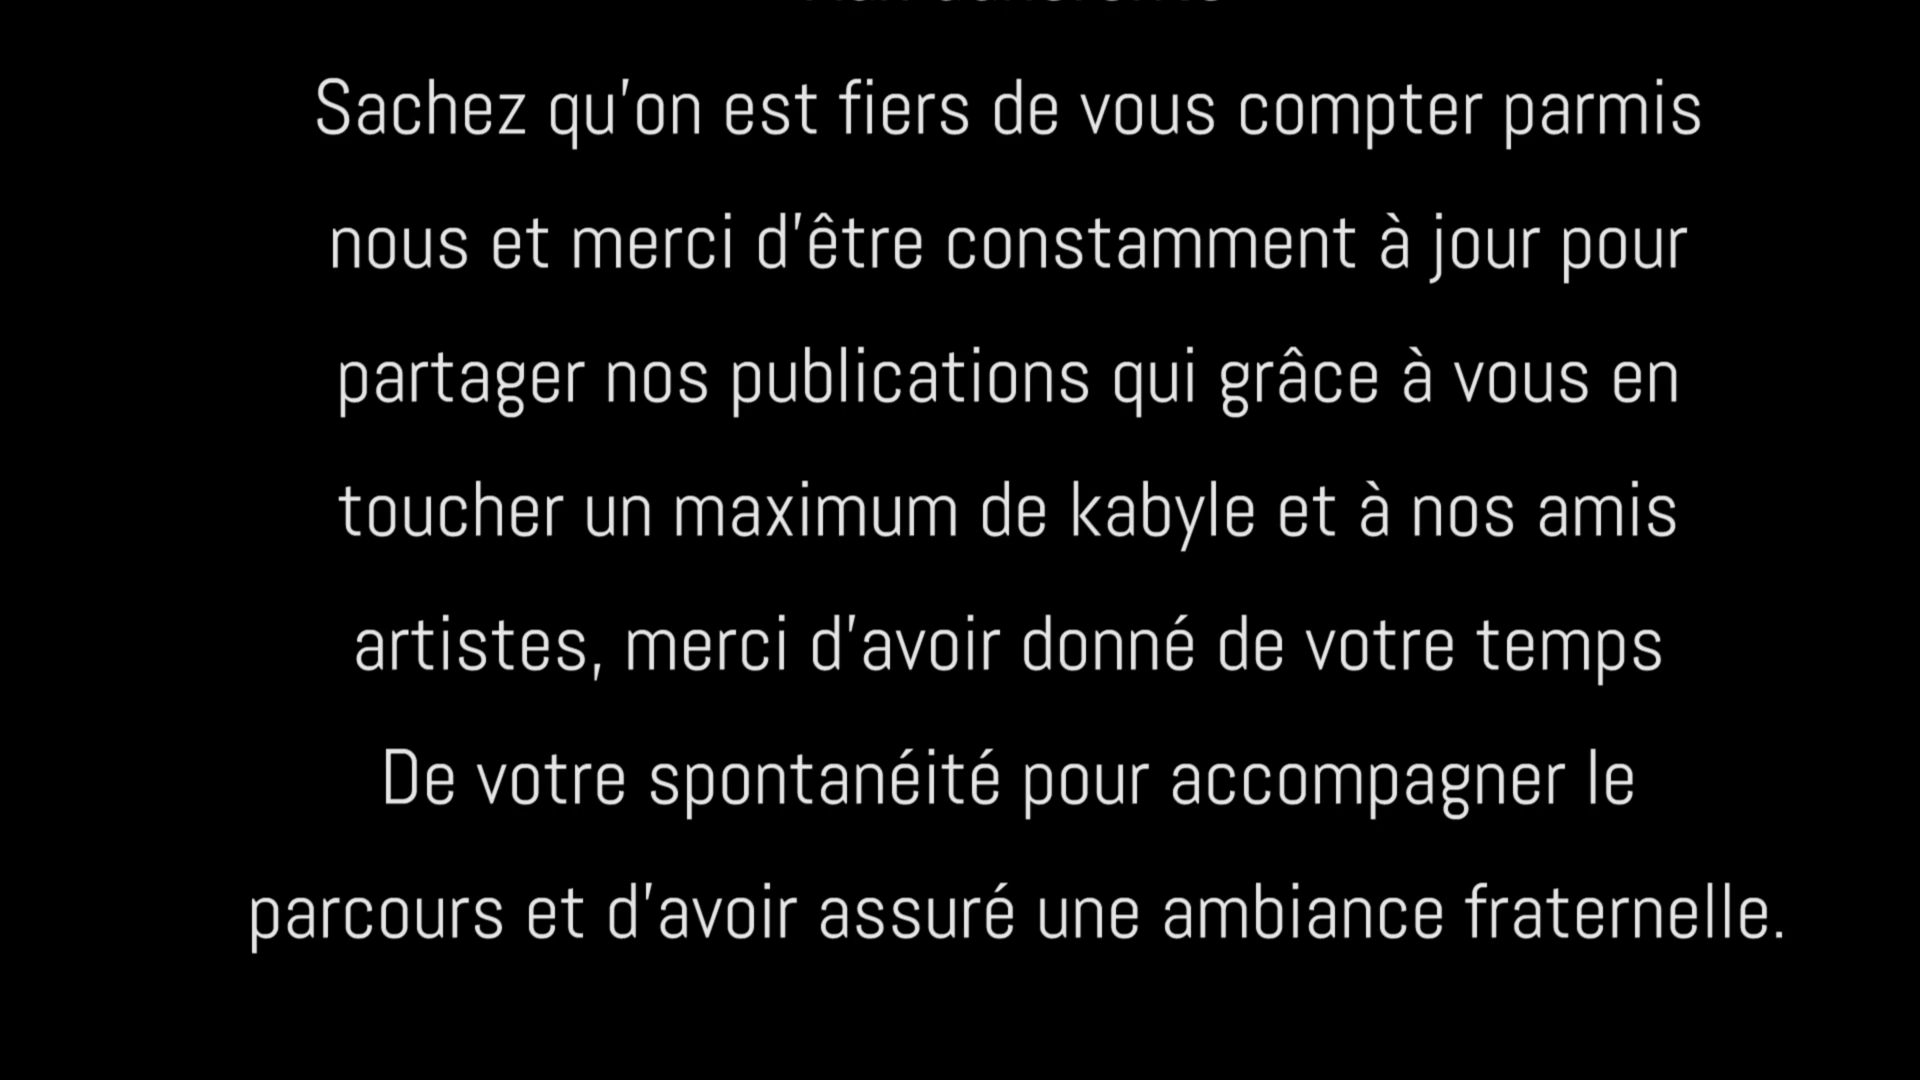 Sachez qu'on est fiers de vous compter parmis
nous et merci d'être constamment à jour pour
partager nos publications qui grâce à vous en
toucher un maximum de kabyle et à nos amis
artistes, merci d'avoir donné de votre temps
De votre spontanéité pour accompagner le
parcours et d'avoir assuré une ambiance fraternelle.